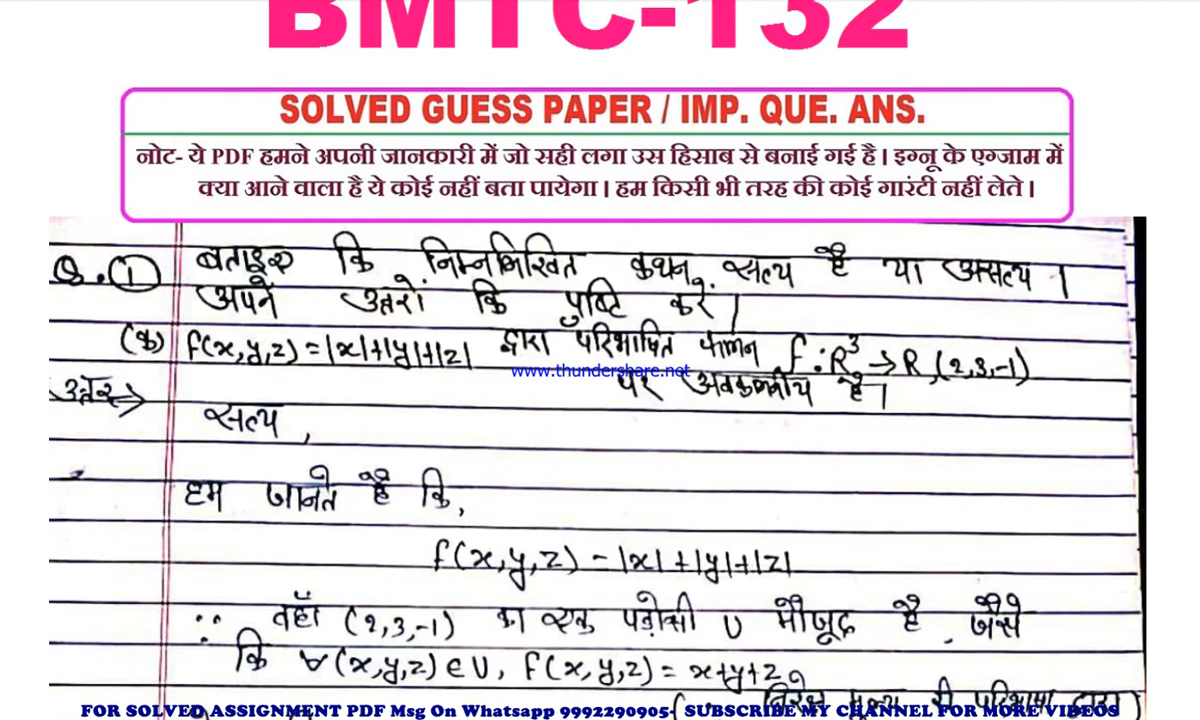 BMTC-132
SOLVED GUESS PAPER / IMP. QUE. ANS.
नोट- ये PDF हमने अपनी जानकारी में जो सही लगा उस हिसाब से बनाई गई है। इग्नू के एग्जाम में
क्या आने वाला है ये कोई नहीं बता पायेगा। हम किसी भी तरह की कोई गारंटी नहीं लेते।
Q.① बताइए कि निम्नलिखित कथन सत्य है या असत्य।
अपने उत्तरों कि पुष्टि करें।
(क) f(x,y,z) = |x|+|y|+|z| द्वारा परिभाषित फलन f : R³ → R, (2,3,-1)
www.thundershare.net
पर अवकलनीय है।
उत्तर ⇒
सत्य,
हम जानते है कि,
f(x,y,z) = |x|+|y|+|z|
∵ वहाँ (2,3,-1) का एक पड़ोसी U मौजूद है, जैसे
कि ∀(x,y,z) ∈ U, f(x,y,z) = x+y+z
( निरपेक्ष मूल्य की परिभाषा द्वारा)
FOR SOLVED ASSIGNMENT PDF Msg On Whatsapp 9992290905- SUBSCRIBE MY CHANNEL FOR MORE VIDEOS